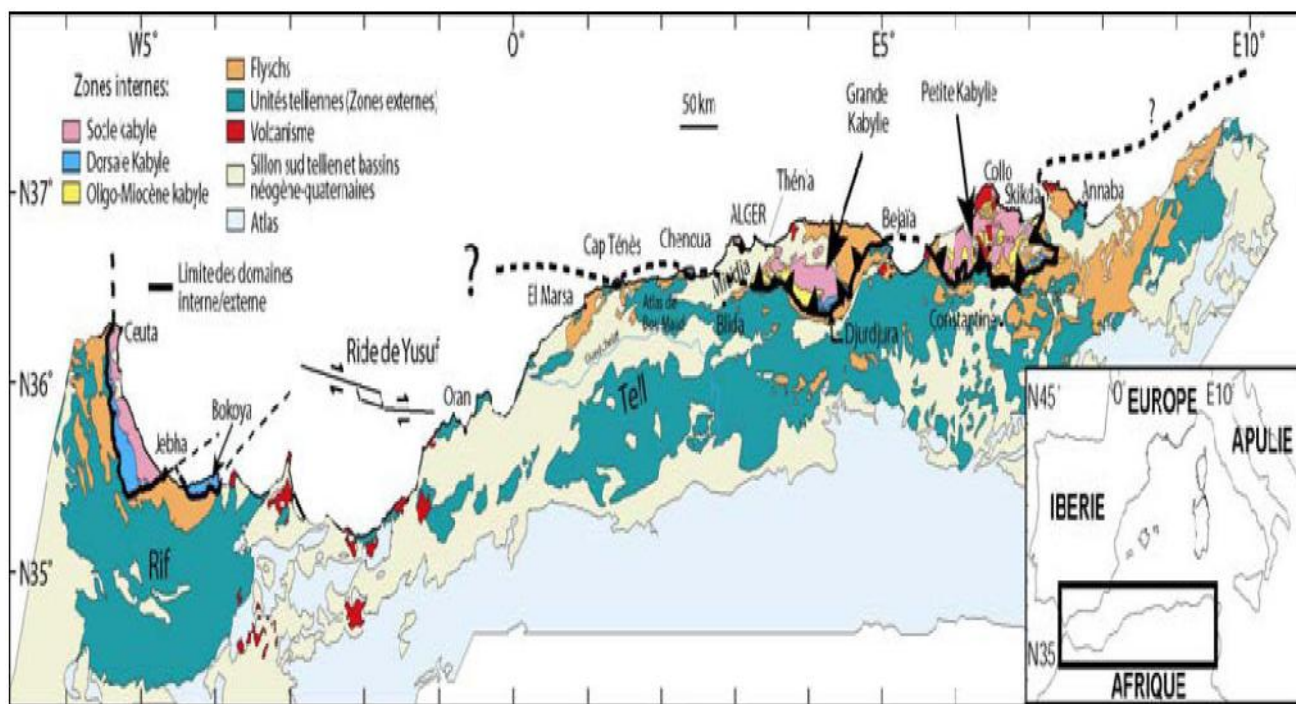 W5°
O°
E5°
E10°
Zones internes:
Socle kabyle
Dorsale Kabyle
Oligo-Miocène kabyle
Flyschs
Unités telliennes (Zones externes)
Volcanisme
Sillon sud tellien et bassins
néogène-quaternaires
Atlas
Limite des domaines
interne/externe
50 km
Grande
Kabylie
Petite Kabylie
?
N37°
N36°
N35°
Collo
Skikda
Annaba
Thénia
ALGER
Bejaïa
Chenoua
Cap Ténès
?
El Marsa
Mitidja
Atlas de
Blida
Djurdjura
Constantine
Ceuta
Ride de Yusuf
Oran
Tell
Bokoya
Jebha
Rif
N45°
O°
E10°
EUROPE
APULIE
IBERIE
N35
AFRIQUE